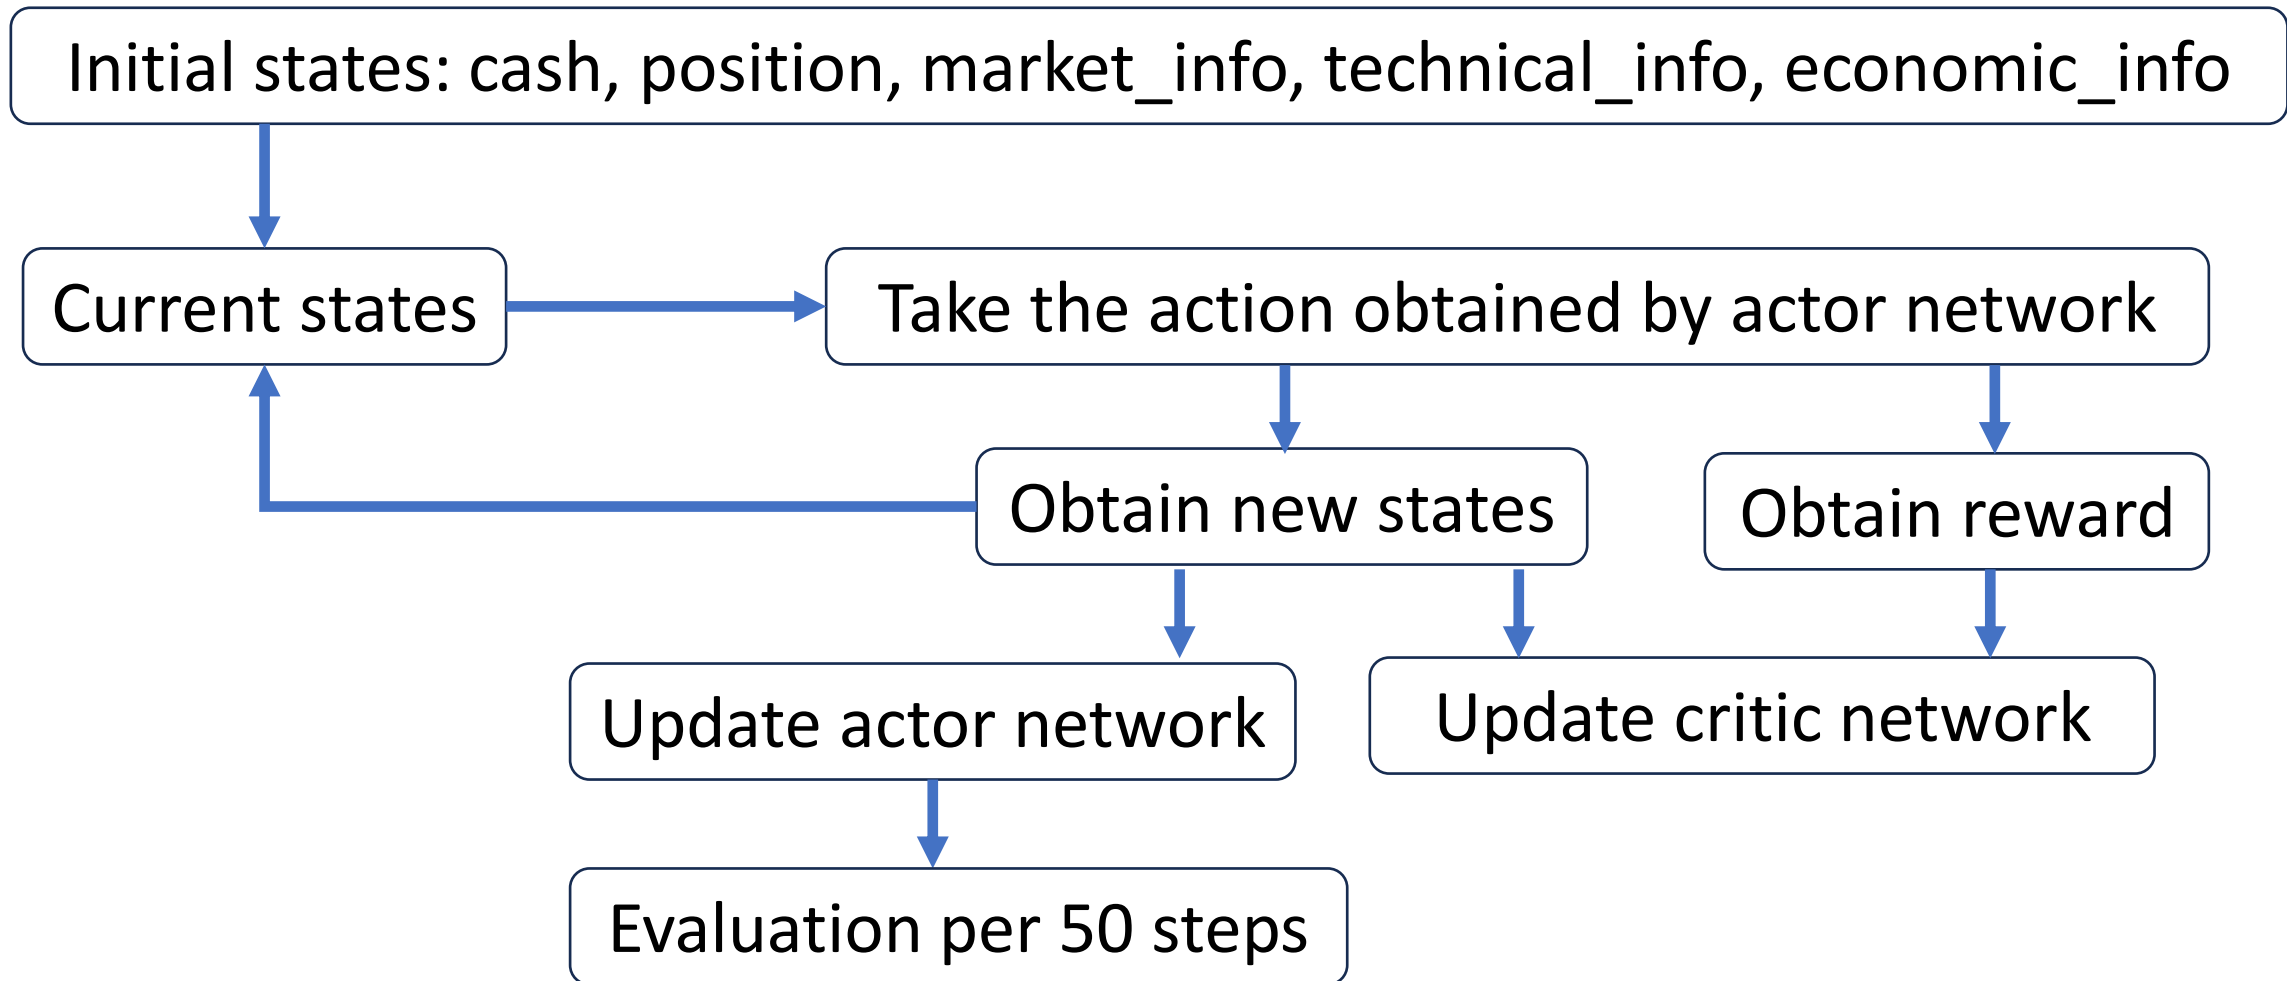 Initial states: cash, position, market_info, technical_info, economic_info
Current states
Take the action obtained by actor network
Obtain new states
Obtain reward
Update actor network
Update critic network
Evaluation per 50 steps